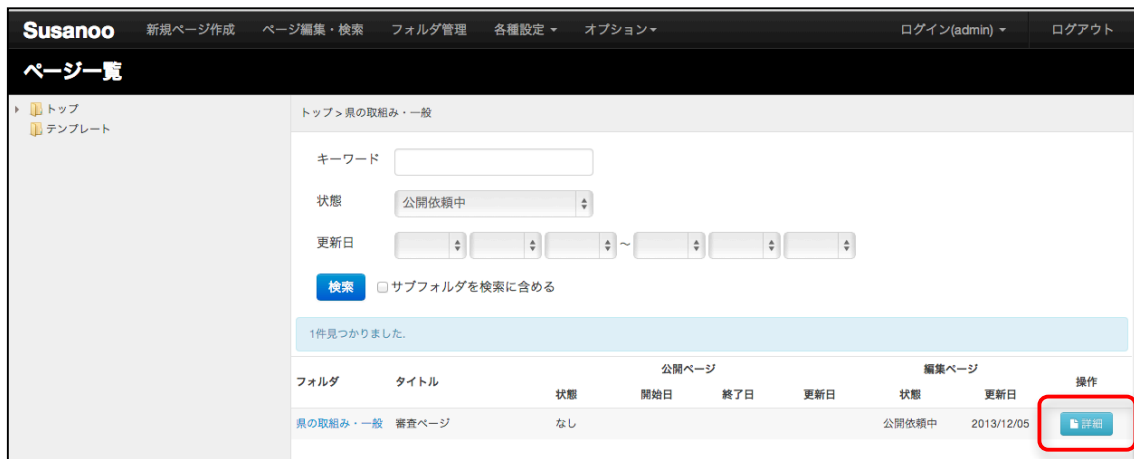 Susanoo 新規ページ作成 ページ編集・検索 フォルダ管理 各種設定 オプション ログイン(admin) ログアウト
ページ一覧
トップ
テンプレート
トップ > 県の取組み・一般
キーワード
状態 公開依頼中
更新日 ～
検索 サブフォルダを検索に含める
1件見つかりました.
公開ページ 編集ページ
フォルダ タイトル 操作
状態 開始日 終了日 更新日 状態 更新日
県の取組み・一般 審査ページ なし 公開依頼中 2013/12/05 詳細